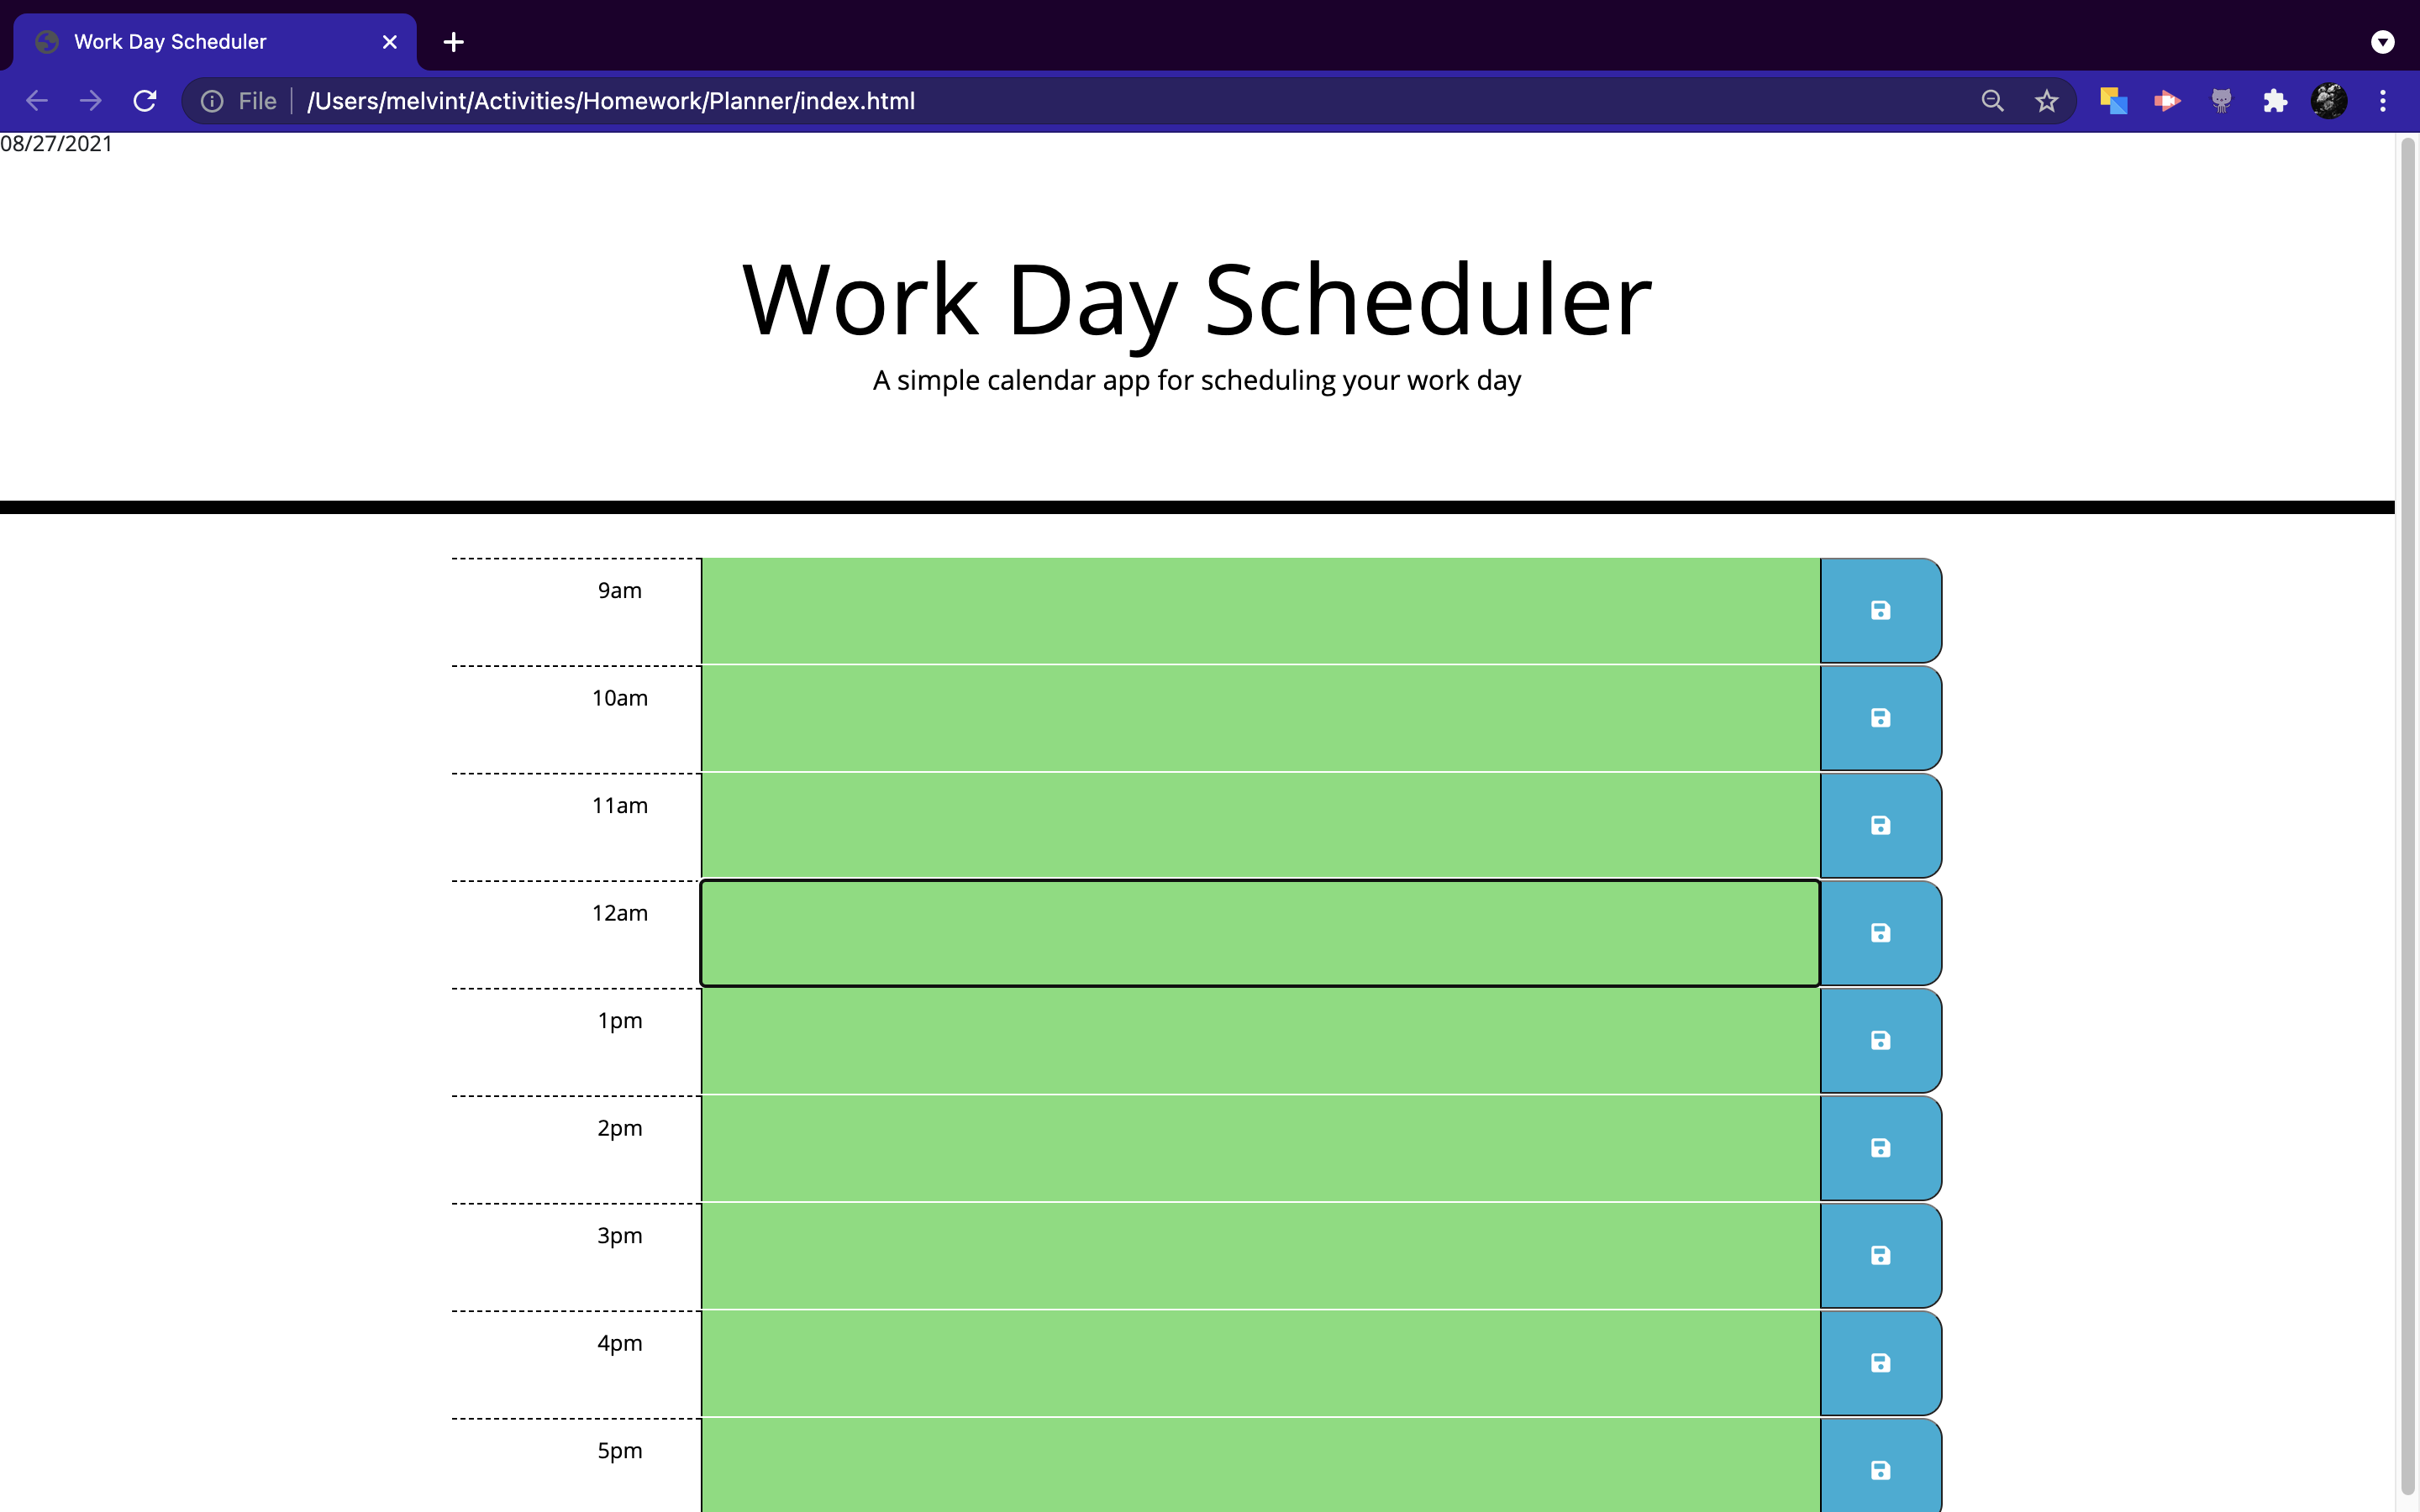 Work Day Scheduler
File /Users/melvint/Activities/Homework/Planner/index.html
08/27/2021
Work Day Scheduler
A simple calendar app for scheduling your work day
9am
10am
11am
12am
1pm
2pm
3pm
4pm
5pm